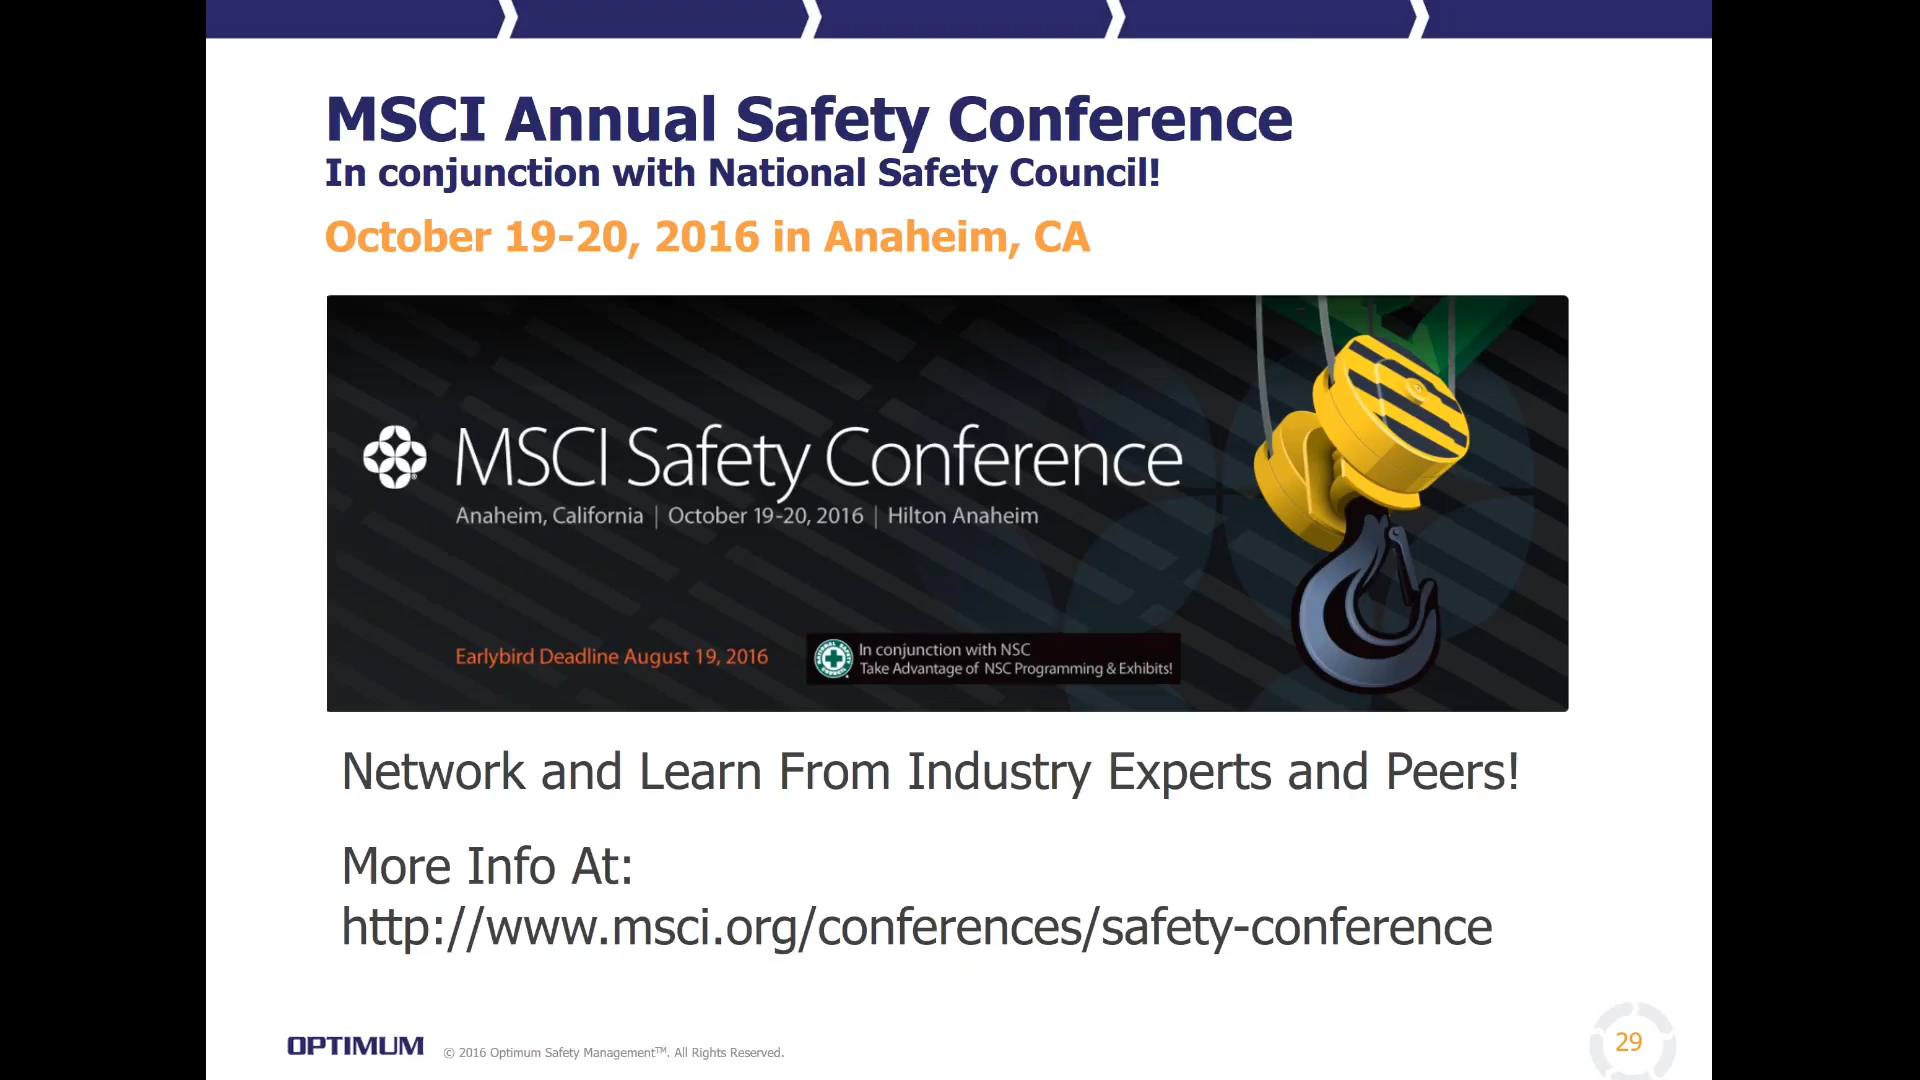 MSCI Annual Safety Conference
In conjunction with National Safety Council!
October 19-20, 2016 in Anaheim, CA
MSCI Safety Conference
Anaheim, California | October 19-20, 2016 | Hilton Anaheim
Earlybird Deadline August 19, 2016
In conjunction with NSC
Take Advantage of NSC Programming & Exhibits!
Network and Learn From Industry Experts and Peers!
More Info At:
http://www.msci.org/conferences/safety-conference
OPTIMUM
© 2016 Optimum Safety Management™. All Rights Reserved.
29